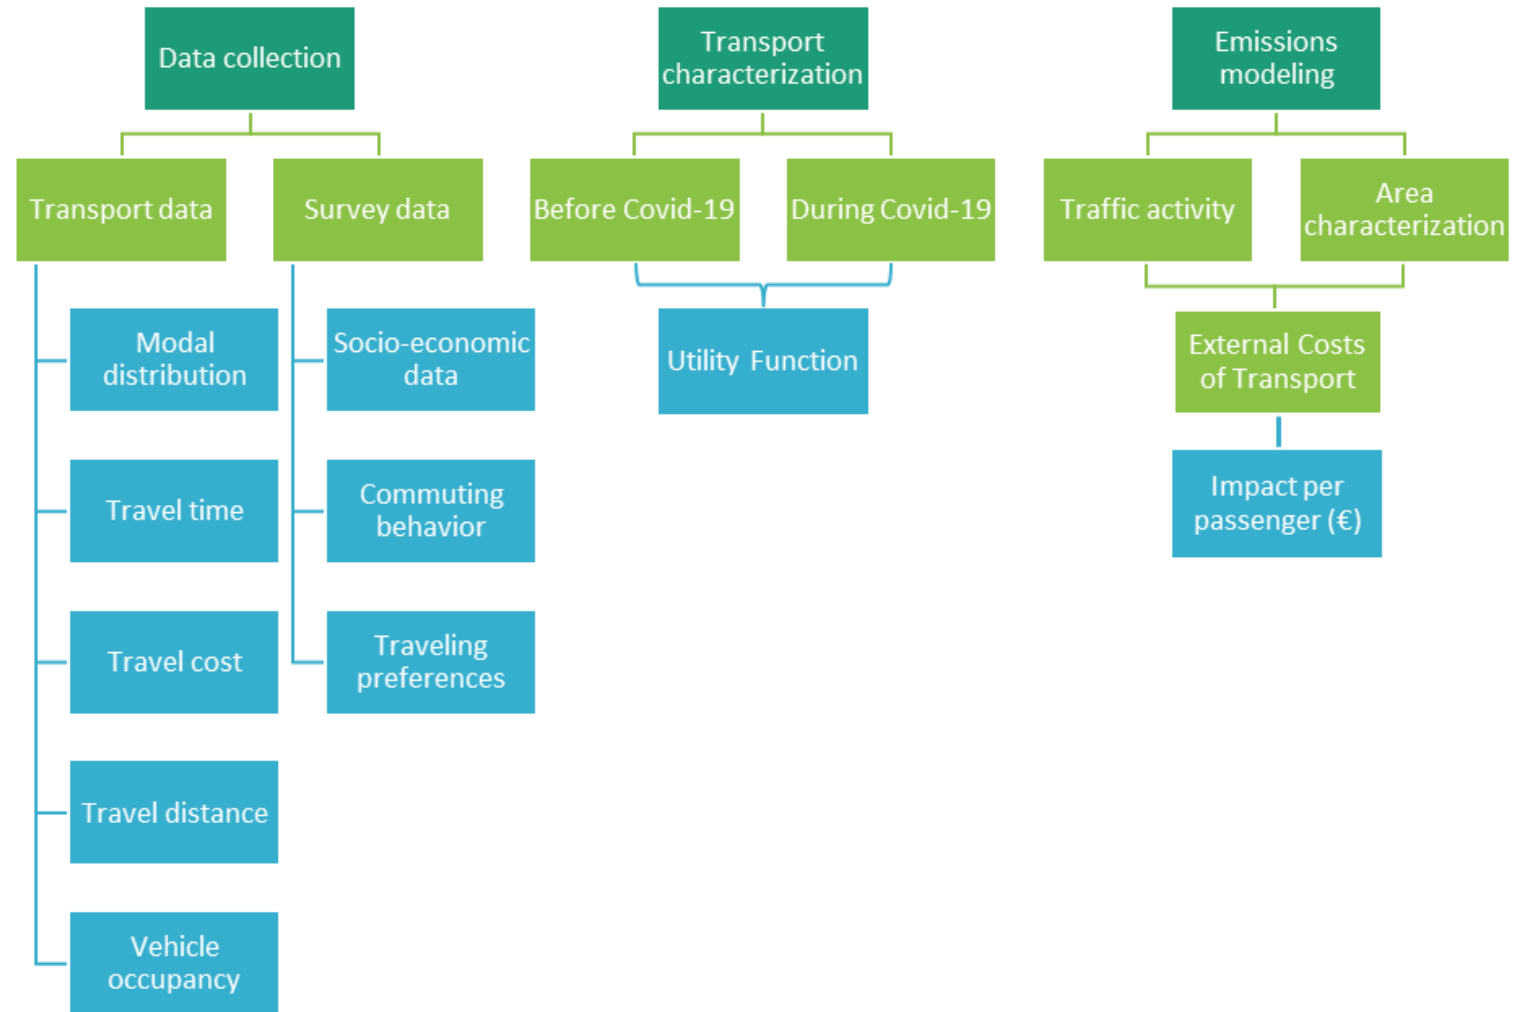 Data collection
Transport data
Survey data
Modal
distribution
Travel time
Travel cost
Travel distance
Vehicle
occupancy
Socio-economic
data
Commuting
behavior
Traveling
preferences
Transport
characterization
Before Covid-19
During Covid-19
Utility Function
Emissions
modeling
Traffic activity
Area
characterization
External Costs
of Transport
Impact per
passenger (€)